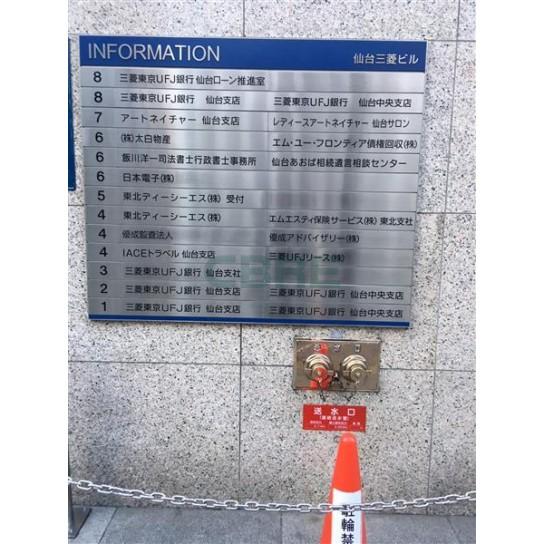 INFORMATION 仙台三菱ビル
8 三菱東京UFJ銀行 仙台ローン推進室
8 三菱東京UFJ銀行 仙台支店 三菱東京UFJ銀行 仙台中央支店
7 アートネイチャー 仙台支店 レディースアートネイチャー 仙台サロン
6 (株)太白物産 エム・ユー・フロンティア債権回収(株)
6 飯川洋一司法書士行政書士事務所 仙台あおば相続遺言相談センター
6 日本電子(株)
5 東北ディーシーエス(株) 受付
4 東北ディーシーエス(株) エムエスティ保険サービス(株) 東北支社
4 優成監査法人 優成アドバイザリー(株)
4 IACEトラベル 仙台支店 三菱UFJリース(株)
3 三菱東京UFJ銀行 仙台支社
2 三菱東京UFJ銀行 仙台支店 三菱東京UFJ銀行 仙台中央支店
1 三菱東京UFJ銀行 仙台支店 三菱東京UFJ銀行 仙台中央支店
CBRE
送水口
(連結送水管)
駐輪禁